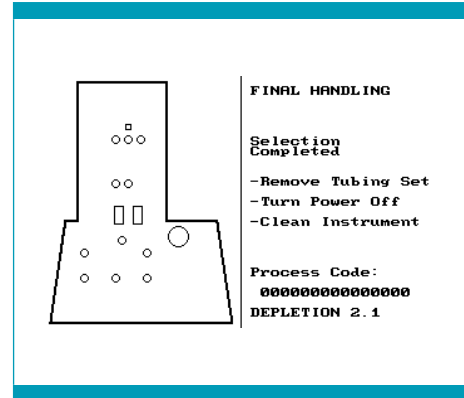 FINAL HANDLING
Selection
Completed
-Remove Tubing Set
-Turn Power Off
-Clean Instrument
Process Code:
000000000000000
DEPLETION 2.1